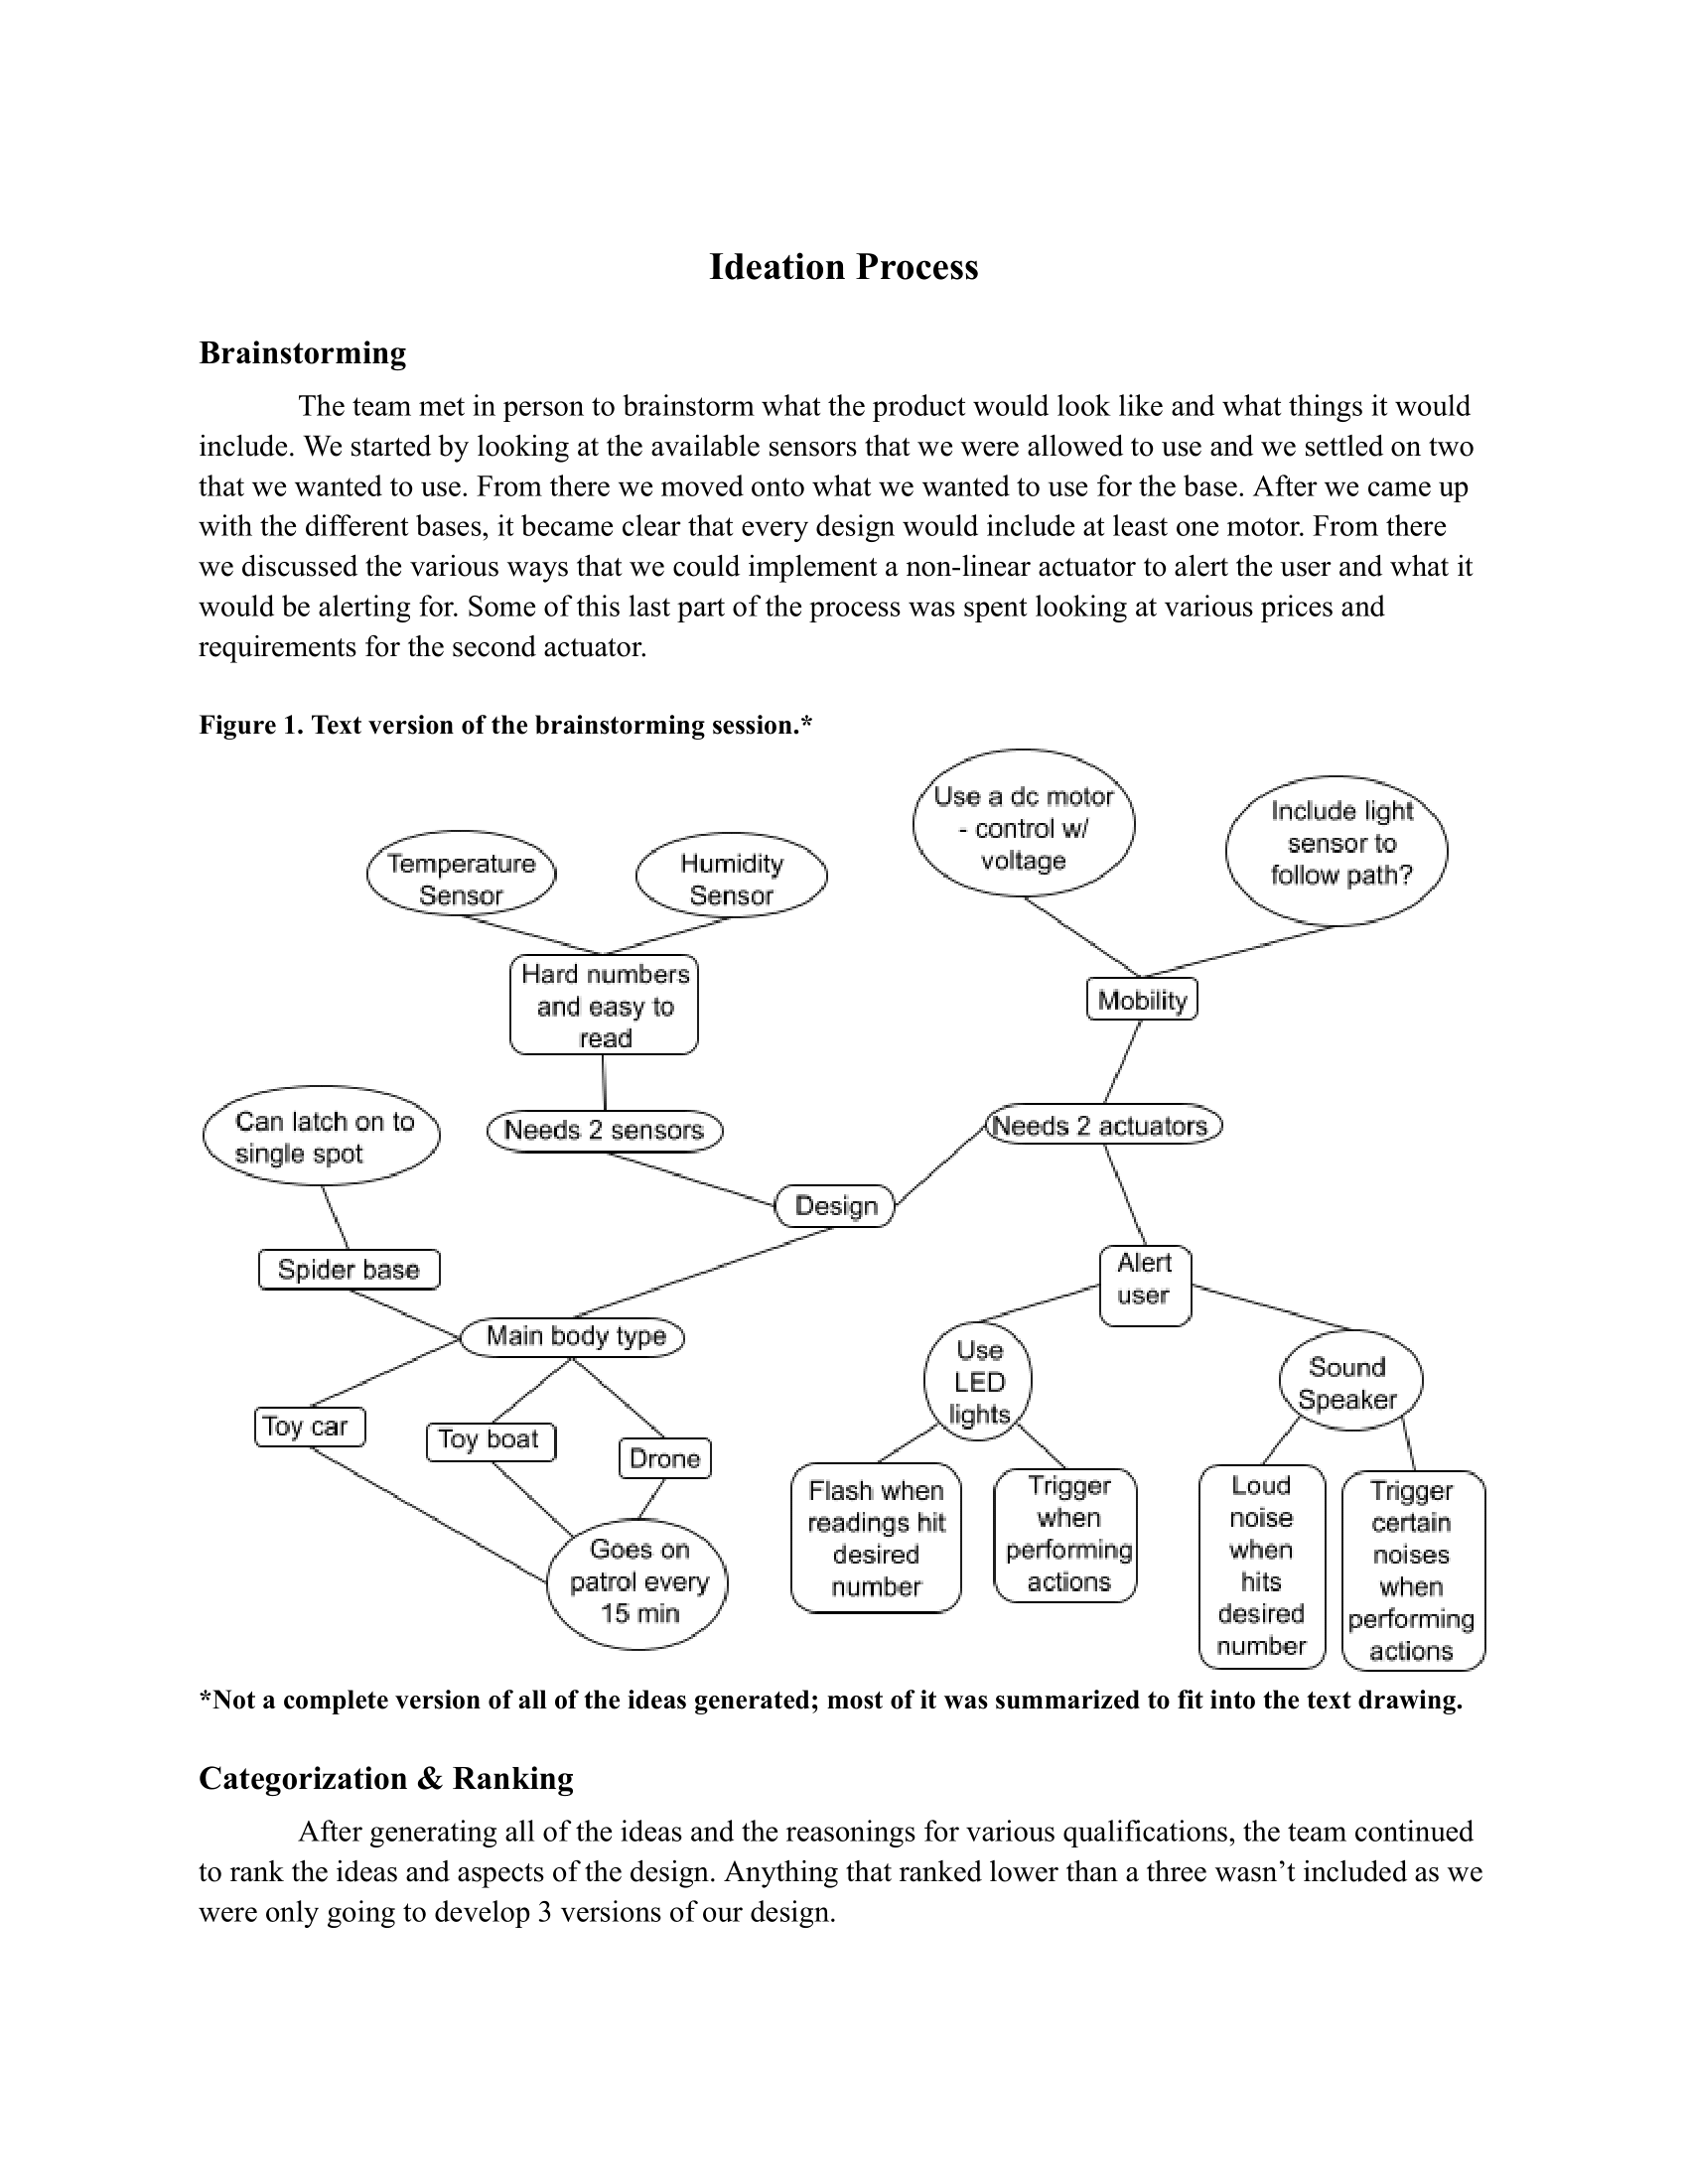 Ideation Process
Brainstorming
The team met in person to brainstorm what the product would look like and what things it would
include. We started by looking at the available sensors that we were allowed to use and we settled on two
that we wanted to use. From there we moved onto what we wanted to use for the base. After we came up
with the different bases, it became clear that every design would include at least one motor. From there
we discussed the various ways that we could implement a non-linear actuator to alert the user and what it
would be alerting for. Some of this last part of the process was spent looking at various prices and
requirements for the second actuator.
Figure 1. Text version of the brainstorming session.*
Use a dc motor
- control w/
voltage
Include light
sensor to
follow path?
Temperature
Sensor
Humidity
Sensor
Hard numbers
and easy to
read
Mobility
Can latch on to
single spot
Needs 2 sensors
Needs 2 actuators
Design
Spider base
Alert
user
Main body type
Use
LED
lights
Sound
Speaker
Toy car
Toy boat
Drone
Flash when
readings hit
desired
number
Trigger
when
performing
actions
Loud
noise
when
hits
desired
number
Trigger
certain
noises
when
performing
actions
Goes on
patrol every
15 min
*Not a complete version of all of the ideas generated; most of it was summarized to fit into the text drawing.
Categorization & Ranking
After generating all of the ideas and the reasonings for various qualifications, the team continued
to rank the ideas and aspects of the design. Anything that ranked lower than a three wasn’t included as we
were only going to develop 3 versions of our design.